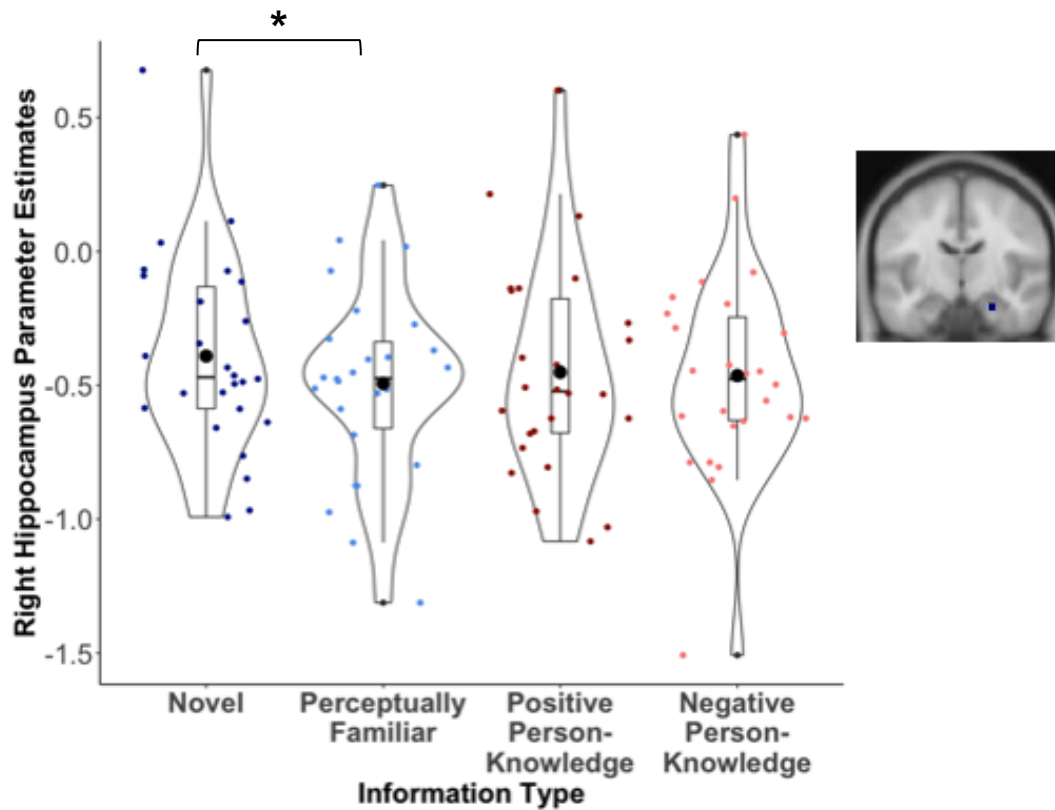 *
Right Hippocampus Parameter Estimates
0.5
0.0
-0.5
-1.0
-1.5
Novel
Perceptually
Familiar
Positive
Person-
Knowledge
Negative
Person-
Knowledge
Information Type